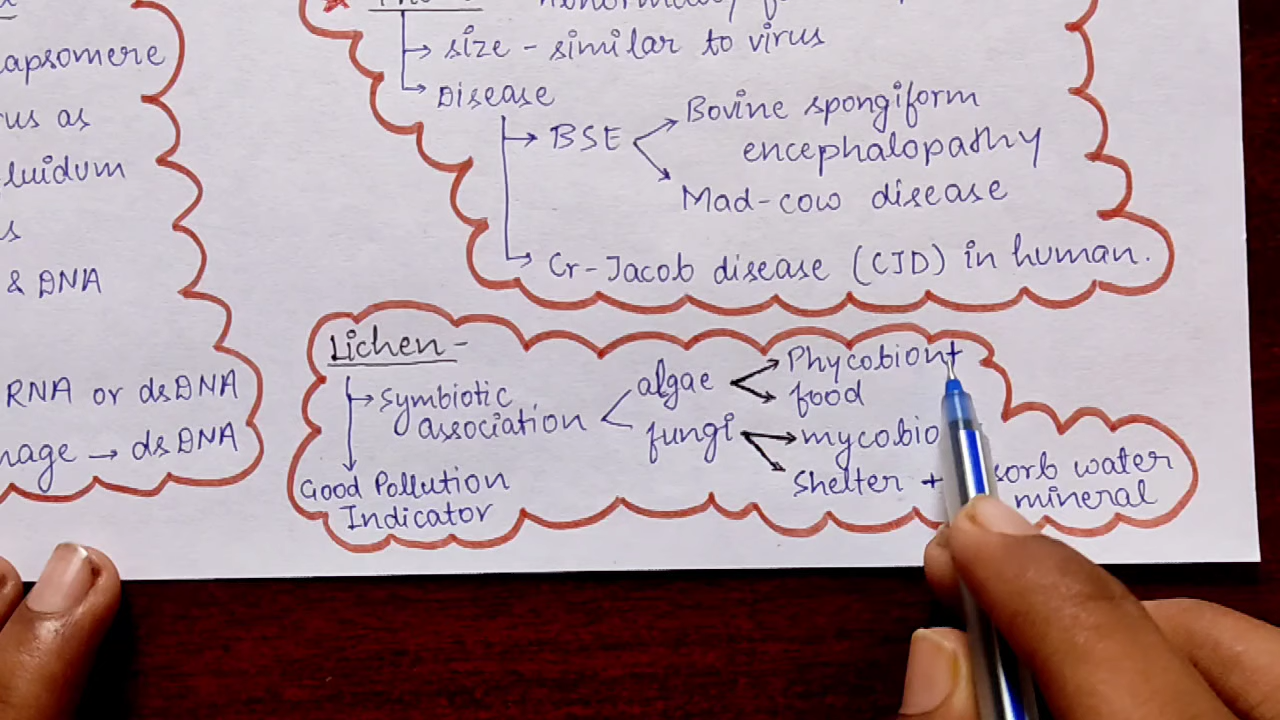 apsomere
rus as
luidum
s
& DNA
RNA or dsDNA
hage → dsDNA
→ size - similar to virus
→ Disease
→ BSE
Bovine spongiform
encephalopathy
Mad-cow disease
→ Cr-Jacob disease (CJD) in human.
Lichen -
→ Symbiotic
association
algae
fungi
Phycobiont
food
mycobio
Shelter + sorb water
mineral
Good Pollution
Indicator